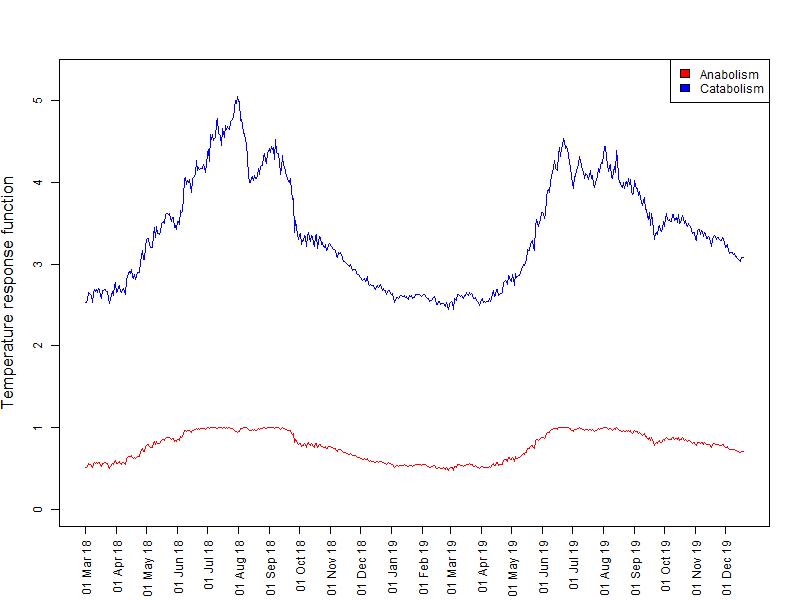 Anabolism
Catabolism
Temperature response function
5
4
3
2
1
0
01 Mar 18
01 Apr 18
01 May 18
01 Jun 18
01 Jul 18
01 Aug 18
01 Sep 18
01 Oct 18
01 Nov 18
01 Dec 18
01 Jan 19
01 Feb 19
01 Mar 19
01 Apr 19
01 May 19
01 Jun 19
01 Jul 19
01 Aug 19
01 Sep 19
01 Oct 19
01 Nov 19
01 Dec 19